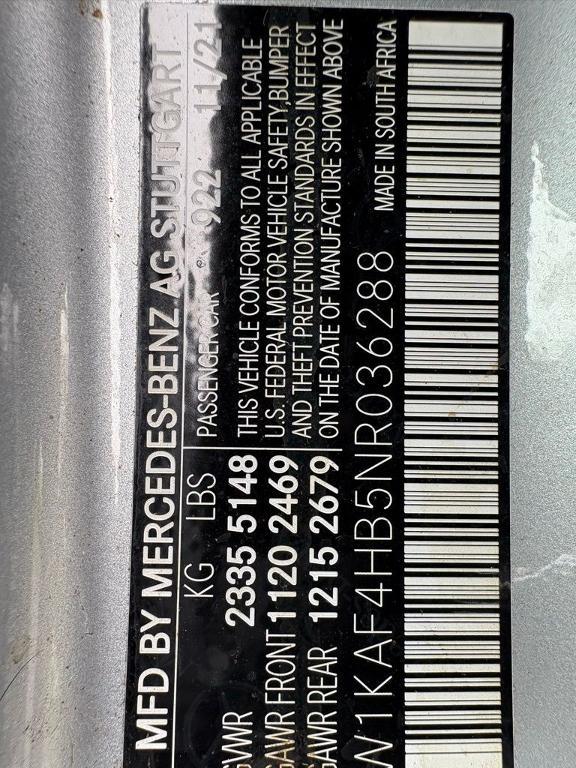 MFD BY MERCEDES-BENZ AG STUTTGART
KG LBS PASSENGER CAR 922 11/21
GVWR 2335 5148 THIS VEHICLE CONFORMS TO ALL APPLICABLE
GAWR FRONT 1120 2469 U.S. FEDERAL MOTOR VEHICLE SAFETY, BUMPER
GAWR REAR 1215 2679 AND THEFT PREVENTION STANDARDS IN EFFECT
ON THE DATE OF MANUFACTURE SHOWN ABOVE
W1KAF4HB5NR036288 MADE IN SOUTH AFRICA